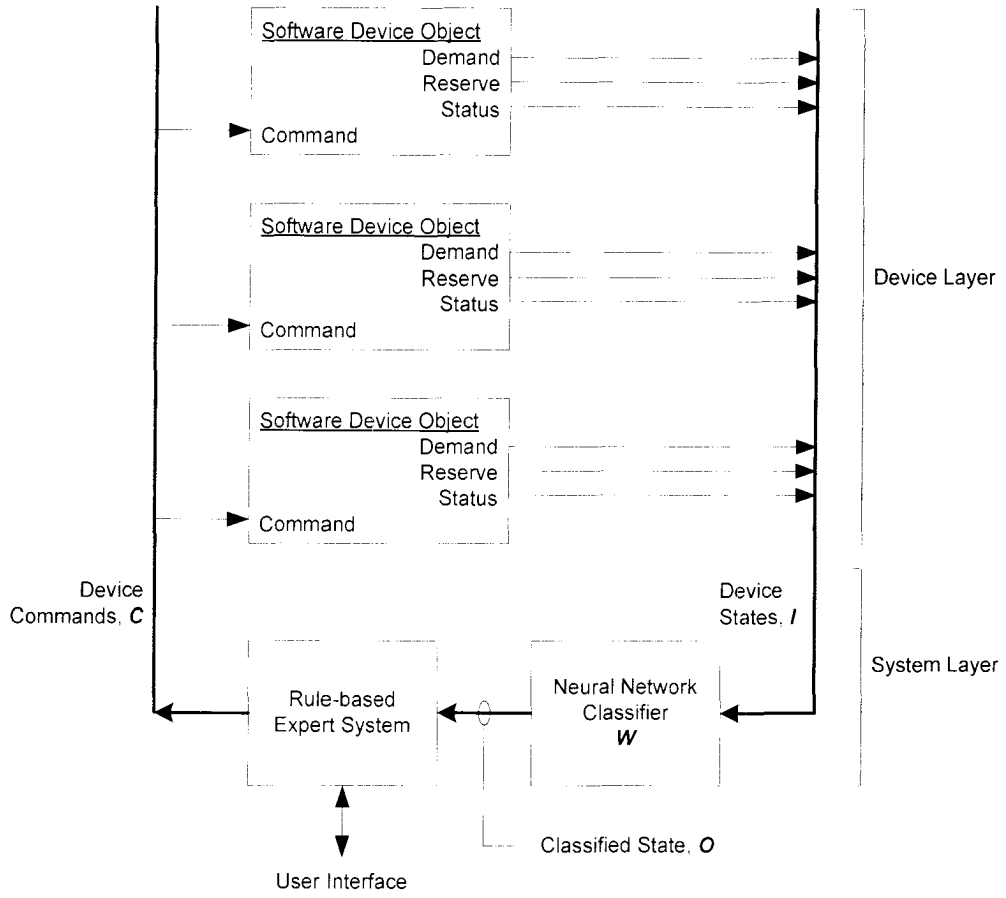 Software Device Object
Demand
Reserve
Status
Command
Software Device Object
Demand
Reserve
Status
Command
Device Layer
Software Device Object
Demand
Reserve
Status
Command
Device
Commands, C
Device
States, I
System Layer
Rule-based
Expert System
Neural Network
Classifier
W
Classified State, O
User Interface